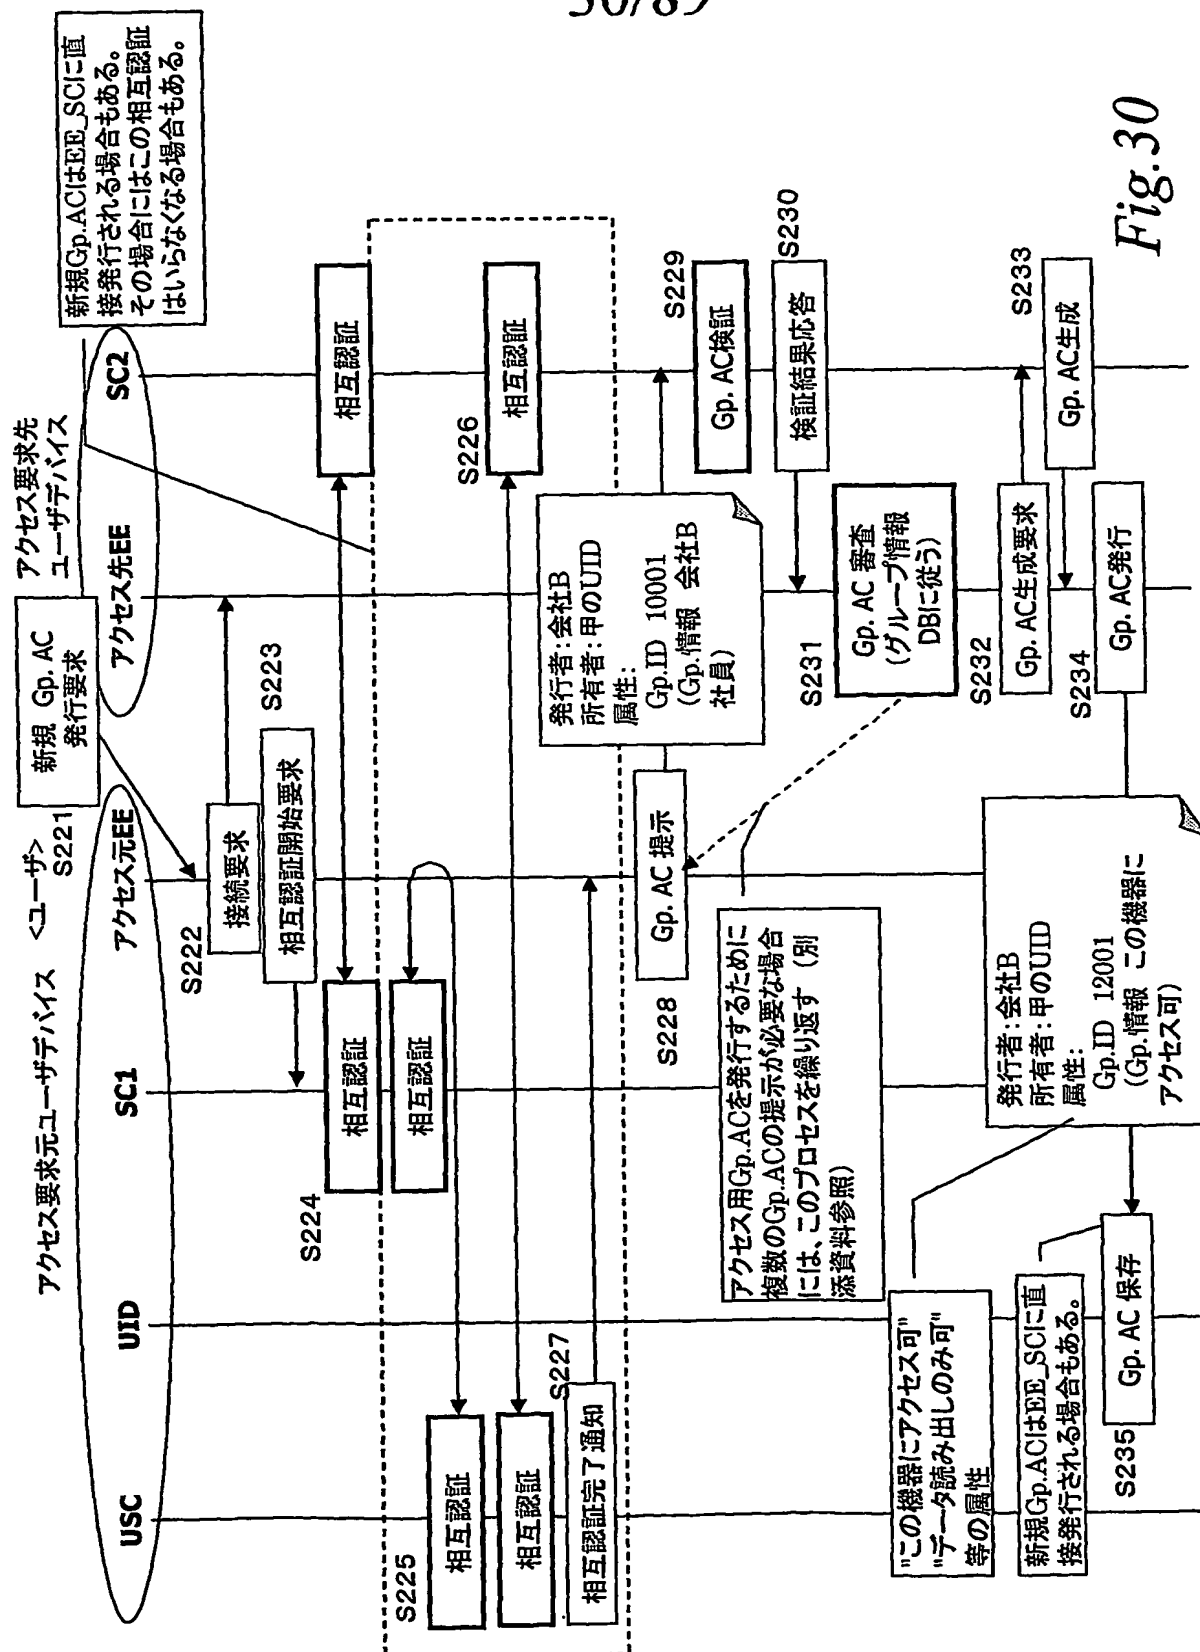 30/89
アクセス要求元ユーザデバイス <ユーザ>
アクセス要求先
ユーザデバイス
USC
UID
SC1
アクセス元EE
アクセス先EE
SC2
新規Gp.ACはEE_SCに直
接発行される場合もある。
その場合にはこの相互認証
はいらなくなる場合もある。
S221
新規 Gp. AC
発行要求
S222
接続要求
S223
相互認証開始要求
S224
相互認証
相互認証
S225
相互認証
相互認証
S226
相互認証
相互認証
S227
相互認証完了通知
S228
Gp. AC 提示
発行者:会社B
所有者:甲のUID
属性:
Gp.ID 10001
(Gp.情報 会社B
社員)
S229
Gp. AC検証
S230
検証結果応答
S231
Gp. AC 審査
(グループ情報
DBに従う)
アクセス用Gp.ACを発行するために
複数のGp.ACの提示が必要な場合
には、このプロセスを繰り返す (別
添資料参照)
S232
Gp. AC生成要求
S233
Gp. AC生成
S234
Gp. AC発行
発行者:会社B
所有者:甲のUID
属性:
Gp.ID 12001
(Gp.情報 この機器に
アクセス可)
"この機器にアクセス可"
"データ読み出しのみ可"
等の属性
新規Gp.ACはEE_SCに直
接発行される場合もある。
S235
Gp. AC 保存
Fig.30